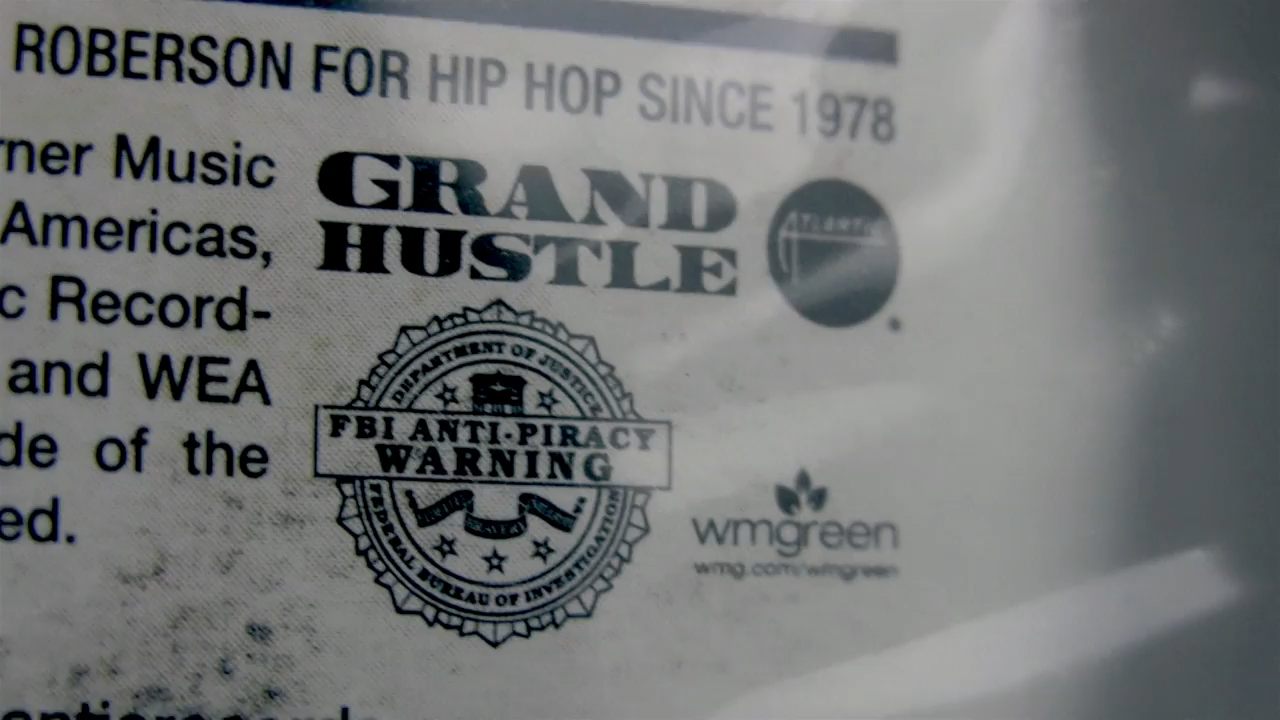 ROBERSON FOR HIP HOP SINCE 1978
rner Music
Americas,
c Record-
and WEA
de of the
ed.
GRAND
HUSTLE
ATLANTIC
DEPARTMENT OF JUSTICE
FBI ANTI-PIRACY
WARNING
FEDERAL BUREAU OF INVESTIGATION
wmgreen
wmg.com/wmgreen